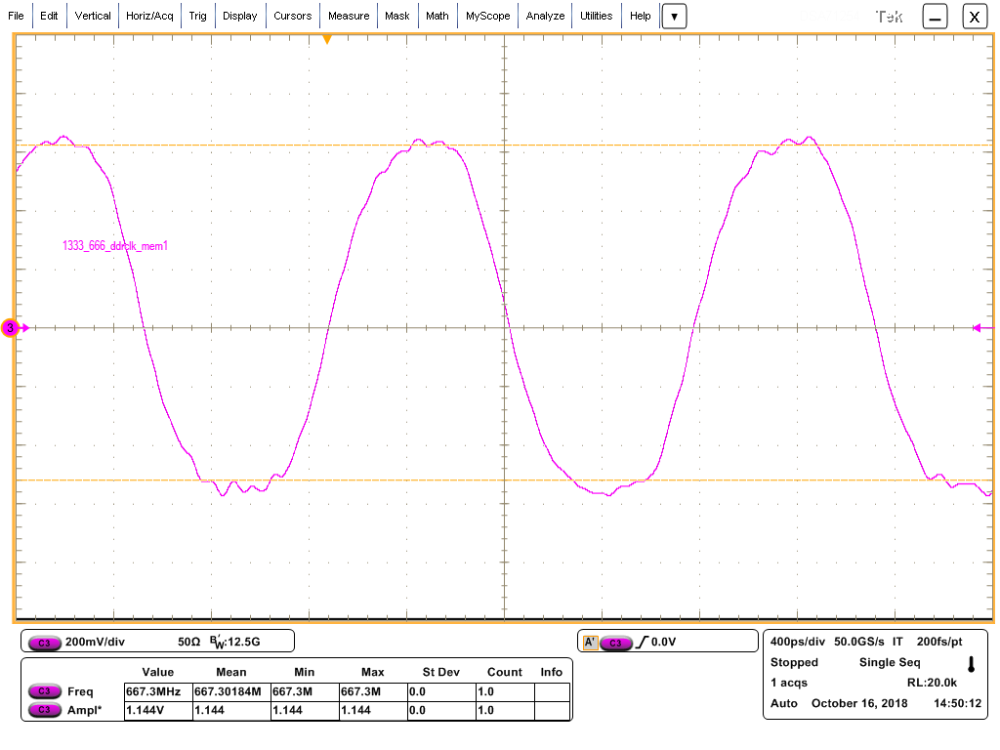 File Edit Vertical Horiz/Acq Trig Display Cursors Measure Mask Math MyScope Analyze Utilities Help ▼ Tek X
1333_666_ddrclk_mem1
3
C3 200mV/div 50Ω BW:12.5G
A' C3 0.0V
400ps/div 50.0GS/s IT 200fs/pt
Stopped Single Seq
1 acqs RL:20.0k
Auto October 16, 2018 14:50:12
Value Mean Min Max St Dev Count Info
C3 Freq 667.3MHz 667.30184M 667.3M 667.3M 0.0 1.0
C3 Ampl* 1.144V 1.144 1.144 1.144 0.0 1.0